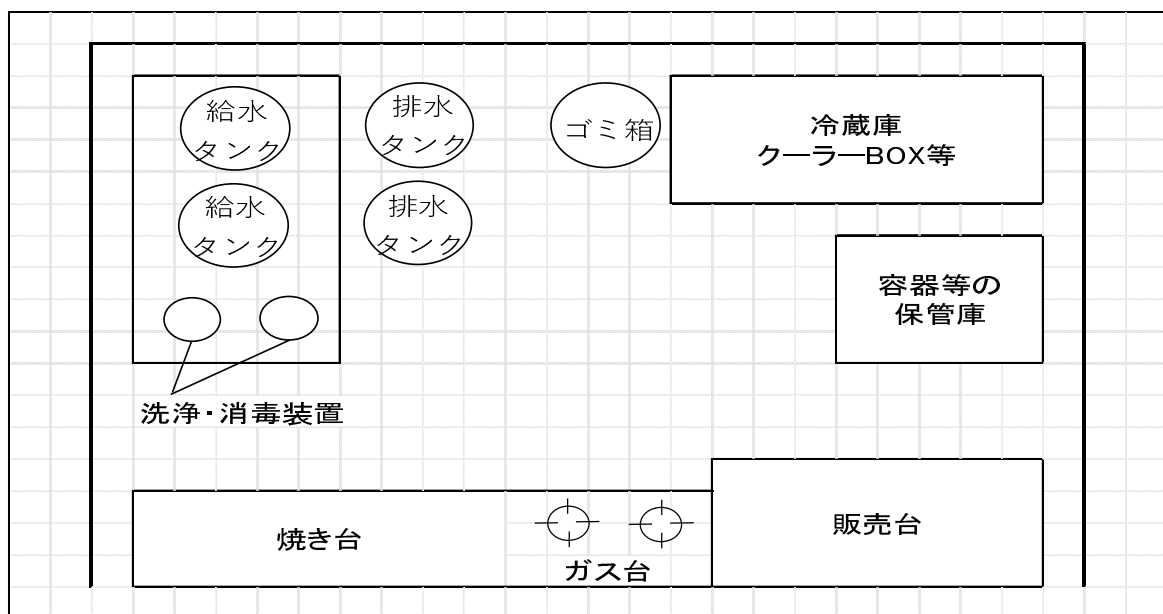 給水
タンク
排水
タンク
ゴミ箱
冷蔵庫
クーラーBOX等
給水
タンク
排水
タンク
容器等の
保管庫
洗浄・消毒装置
焼き台
ガス台
販売台